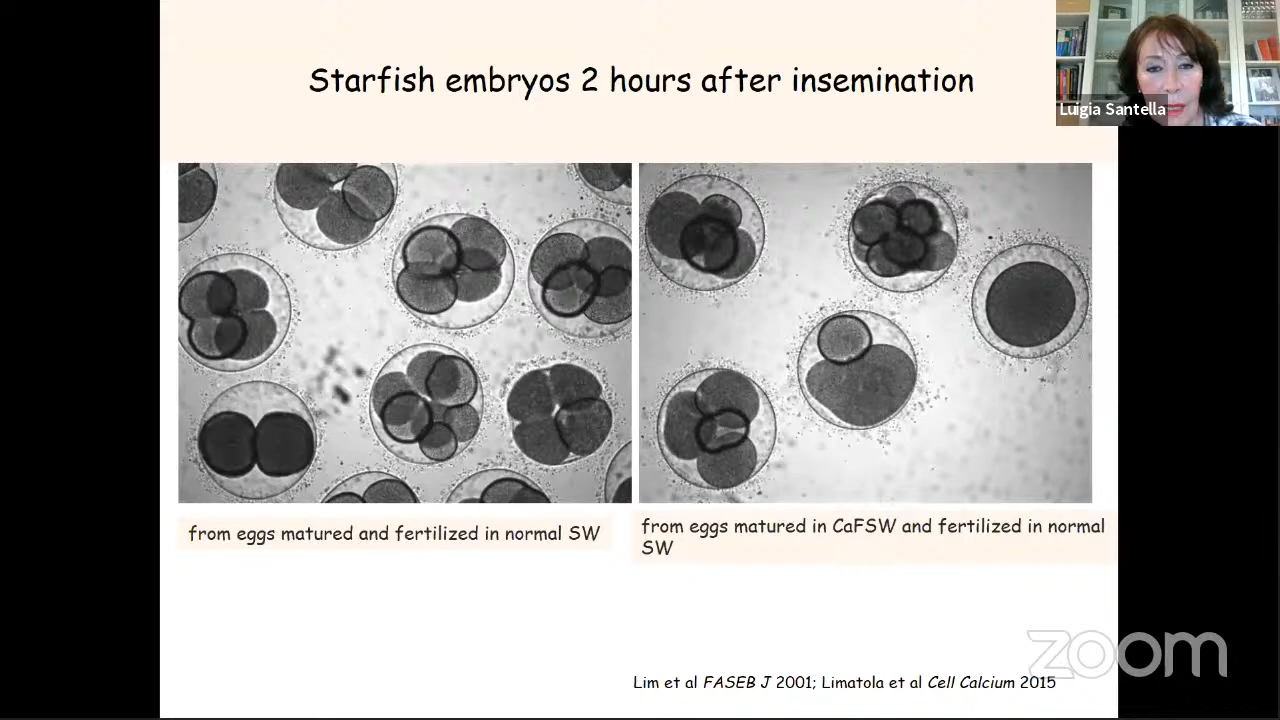 Starfish embryos 2 hours after insemination
Luigia Santella
from eggs matured and fertilized in normal SW
from eggs matured in CaFSW and fertilized in normal
SW
zoom
Lim et al FASEB J 2001; Limatola et al Cell Calcium 2015